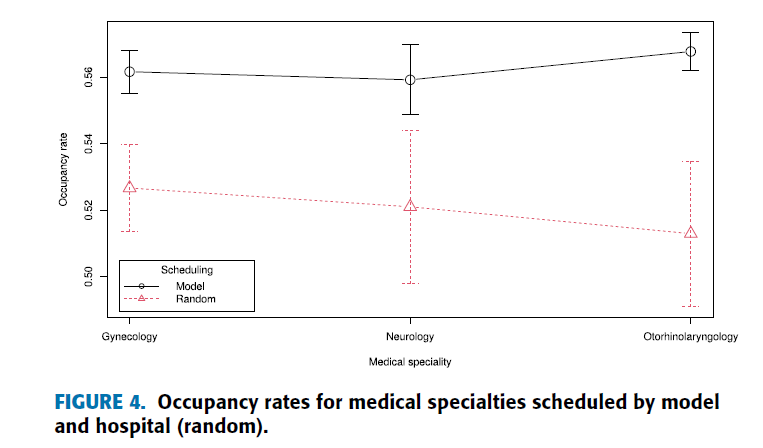 0.56
0.54
0.52
0.50
Occupancy rate
Scheduling
Model
Random
Gynecology Neurology Otorhinolaryngology
Medical speciality
FIGURE 4. Occupancy rates for medical specialties scheduled by model
and hospital (random).